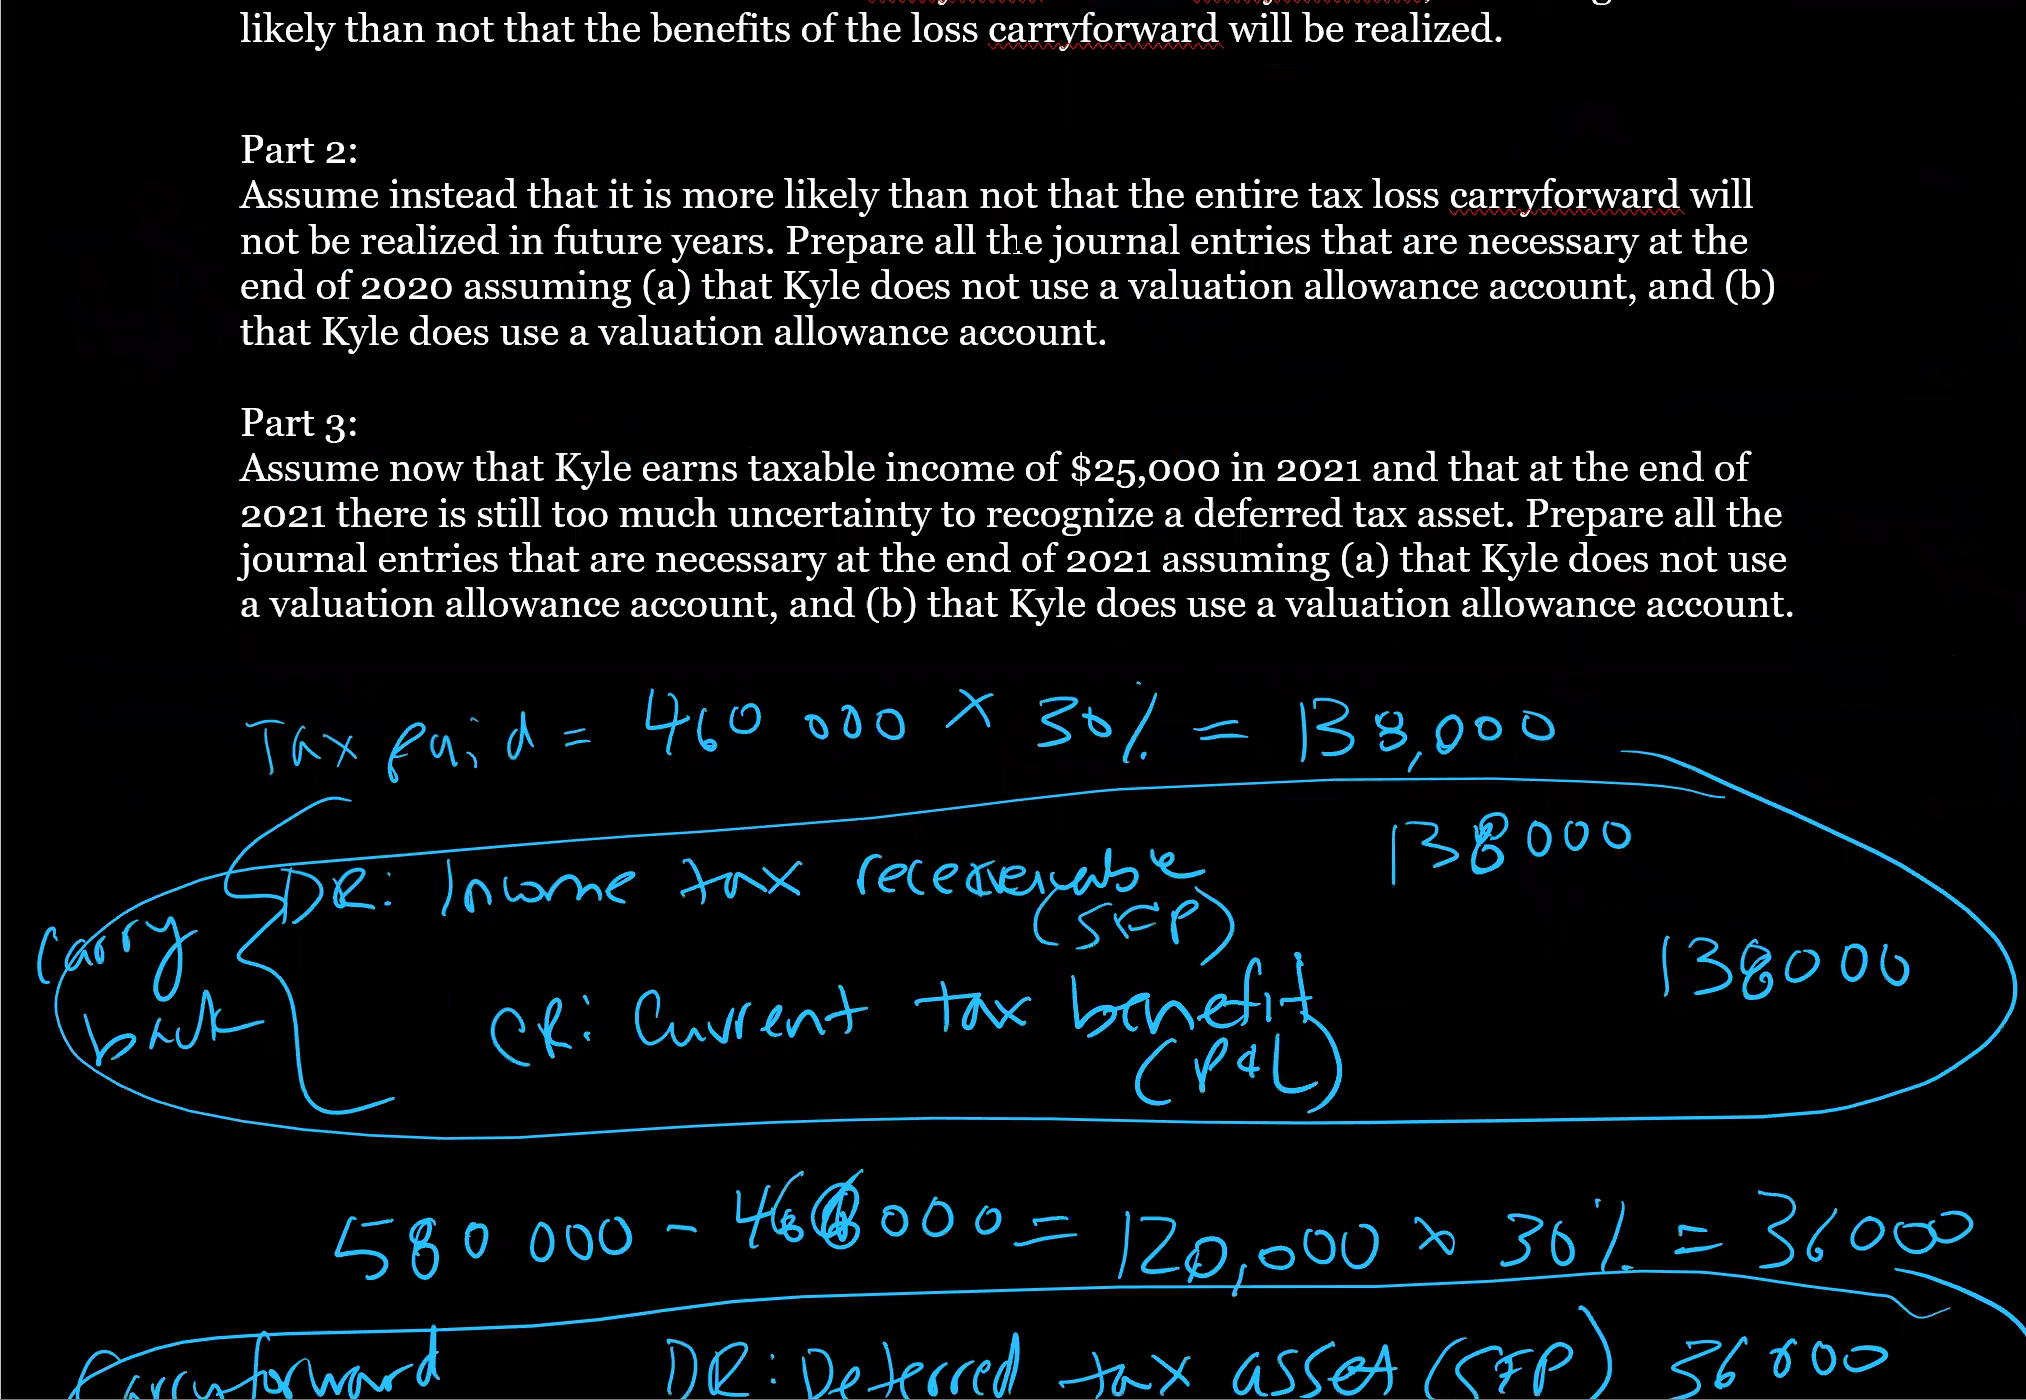 likely than not that the benefits of the loss carryforward will be realized.
Part 2:
Assume instead that it is more likely than not that the entire tax loss carryforward will
not be realized in future years. Prepare all the journal entries that are necessary at the
end of 2020 assuming (a) that Kyle does not use a valuation allowance account, and (b)
that Kyle does use a valuation allowance account.
Part 3:
Assume now that Kyle earns taxable income of $25,000 in 2021 and that at the end of
2021 there is still too much uncertainty to recognize a deferred tax asset. Prepare all the
journal entries that are necessary at the end of 2021 assuming (a) that Kyle does not use
a valuation allowance account, and (b) that Kyle does use a valuation allowance account.
Tax paid = 460 000 × 30% = 138,000
DR: Income tax 138000
(SFP)
Carry
back
CR: Current tax benefit 138000
(P&L)
580 000 - 460 000 = 120,000 × 30% = 36000
Carryforward DR: Deferred tax asset (SFP) 36000